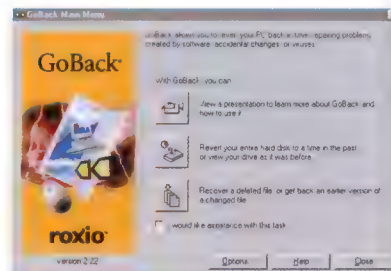 GoBack Main Menu
GoBack allows you to revert your PC back in time, repairing problems
created by software, accidental changes, or viruses
GoBack
With GoBack, you can
View a presentation to learn more about GoBack and
how to use it
Revert your entire hard disk to a time in the past
or view your drive as it was before
Recover a deleted file or get back an earlier version of
a changed file
would like assistance with this task
roxio
version 2.22
Options
Help
Close